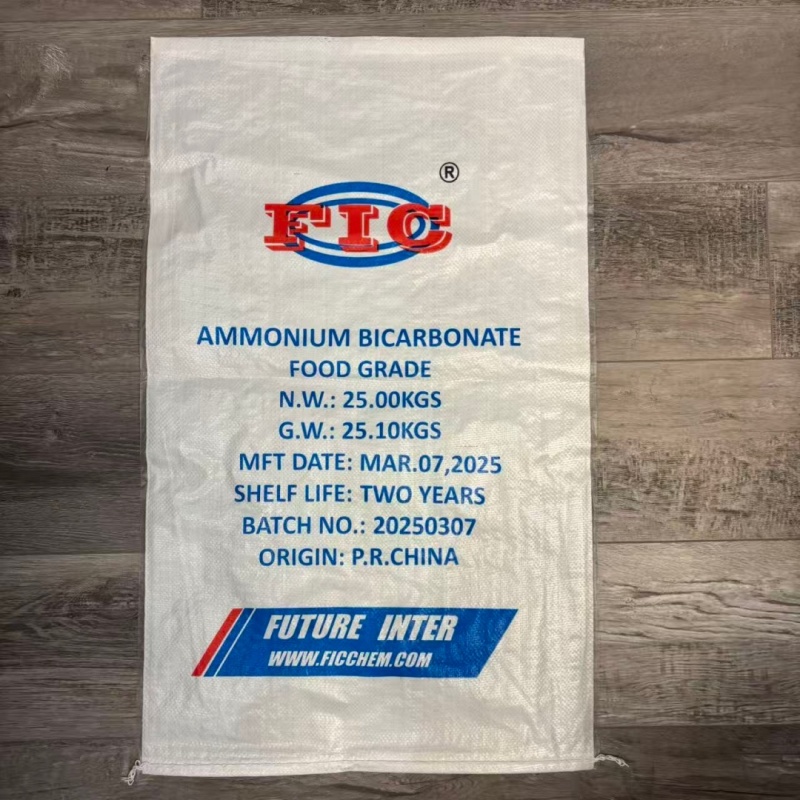 ®
FIC
AMMONIUM BICARBONATE
FOOD GRADE
N.W.: 25.00KGS
G.W.: 25.10KGS
MFT DATE: MAR.07,2025
SHELF LIFE: TWO YEARS
BATCH NO.: 20250307
ORIGIN: P.R.CHINA
FUTURE INTER
WWW.FICCHEM.COM